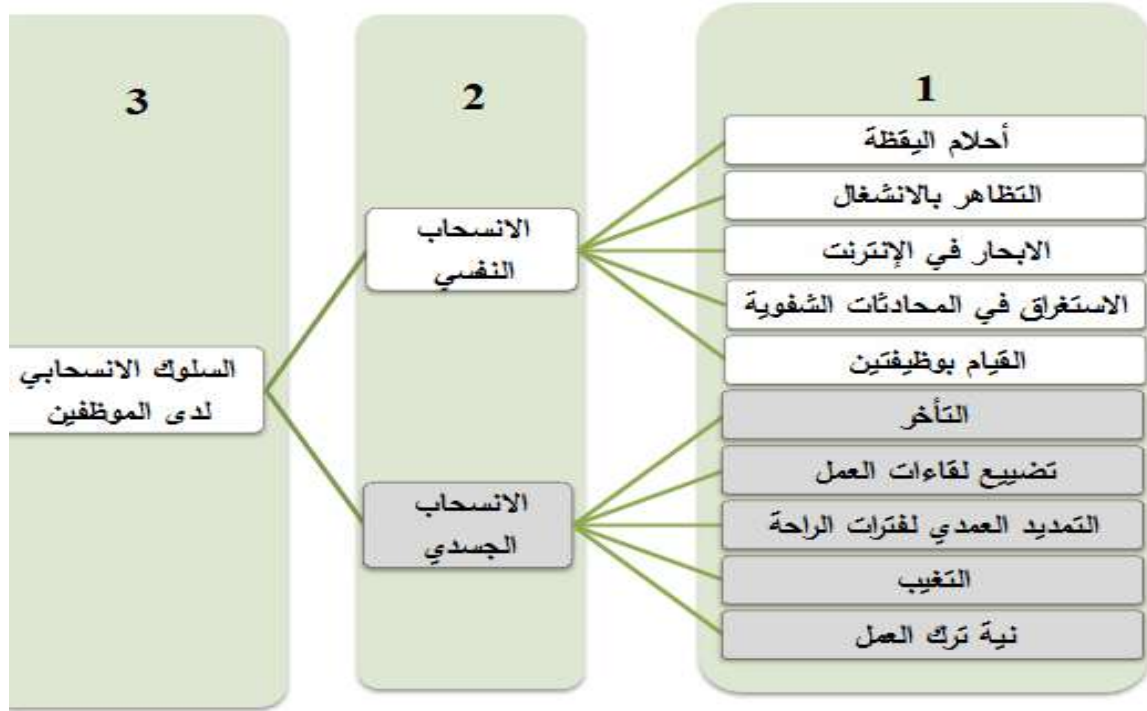 1
أحلام اليقظة
التظاهر بالانشغال
الابحار في الإنترنت
الاستغراق في المحادثات الشفوية
القيام بوظيفتين
التأخر
تضييع لقاءات العمل
التمديد العمدي لفترات الراحة
التغيب
نية ترك العمل
2
الانسحاب
النفسي
الانسحاب
الجسدي
3
السلوك الانسحابي
لدى الموظفين